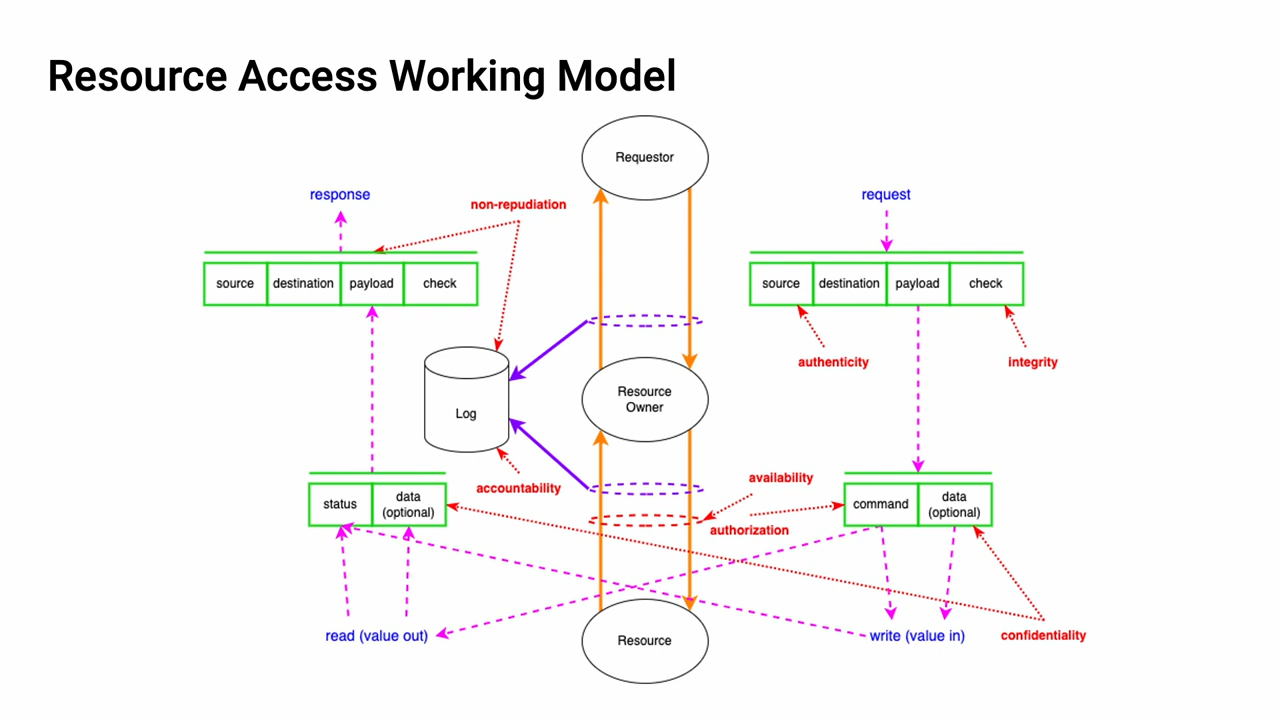 Resource Access Working Model
Requestor
response
non-repudiation
request
source
destination
payload
check
source
destination
payload
check
authenticity
integrity
Resource
Owner
Log
accountability
availability
authorization
status
data
(optional)
command
data
(optional)
read (value out)
Resource
write (value in)
confidentiality